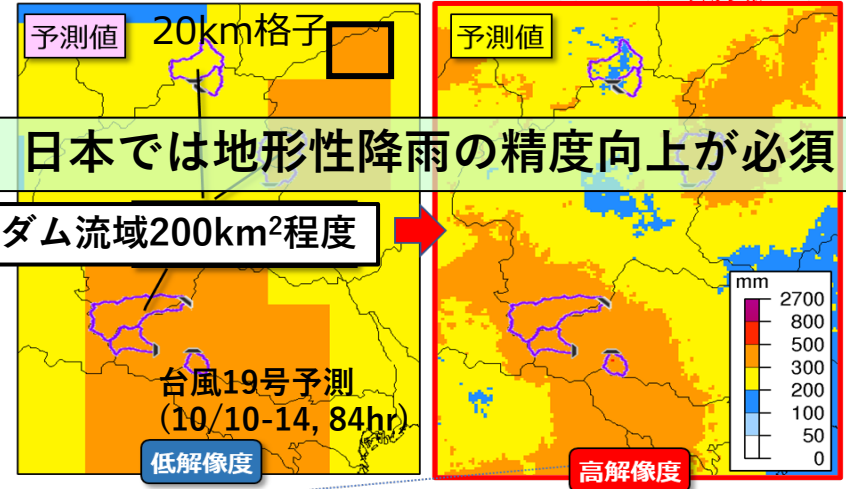 予測値
20km格子
予測値
日本では地形性降雨の精度向上が必須
ダム流域200km²程度
mm
2700
800
500
300
200
100
50
0
台風19号予測
(10/10-14, 84hr)
低解像度
高解像度